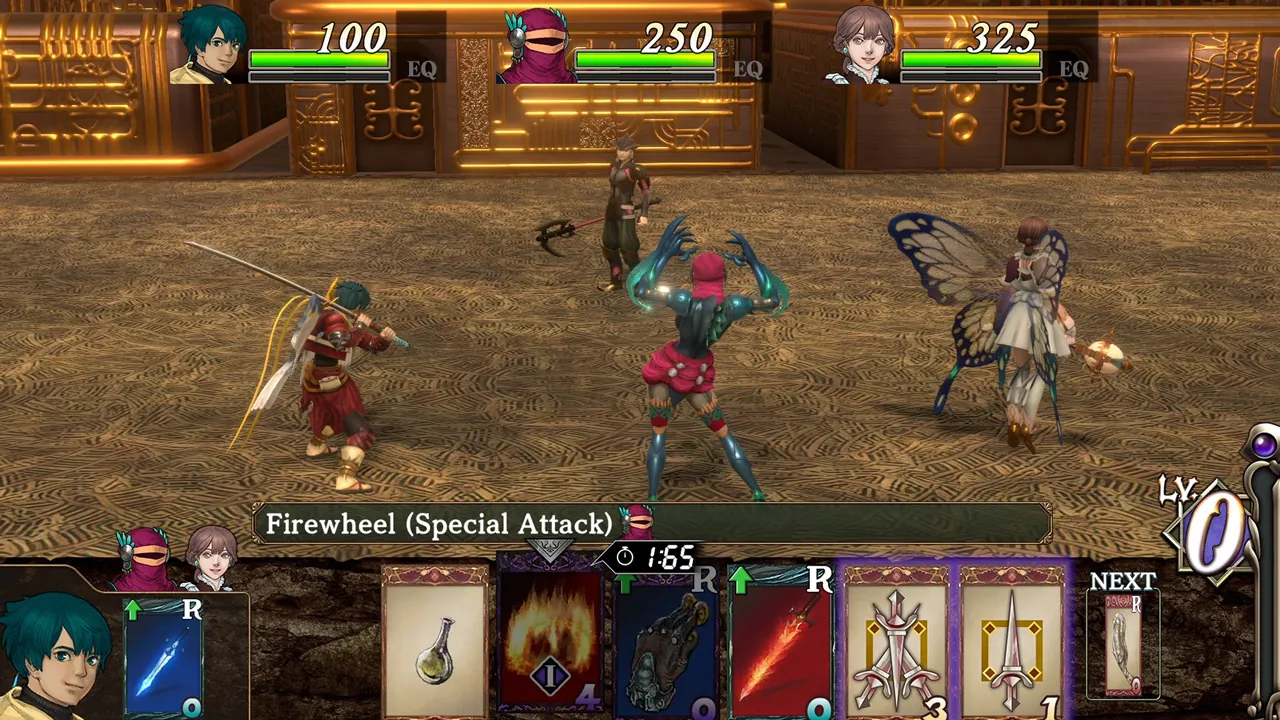 100
EQ
250
EQ
325
EQ
Firewheel (Special Attack)
1:65
LV. 0
R
0
I
4
R
0
R
0
3
1
NEXT
R
0